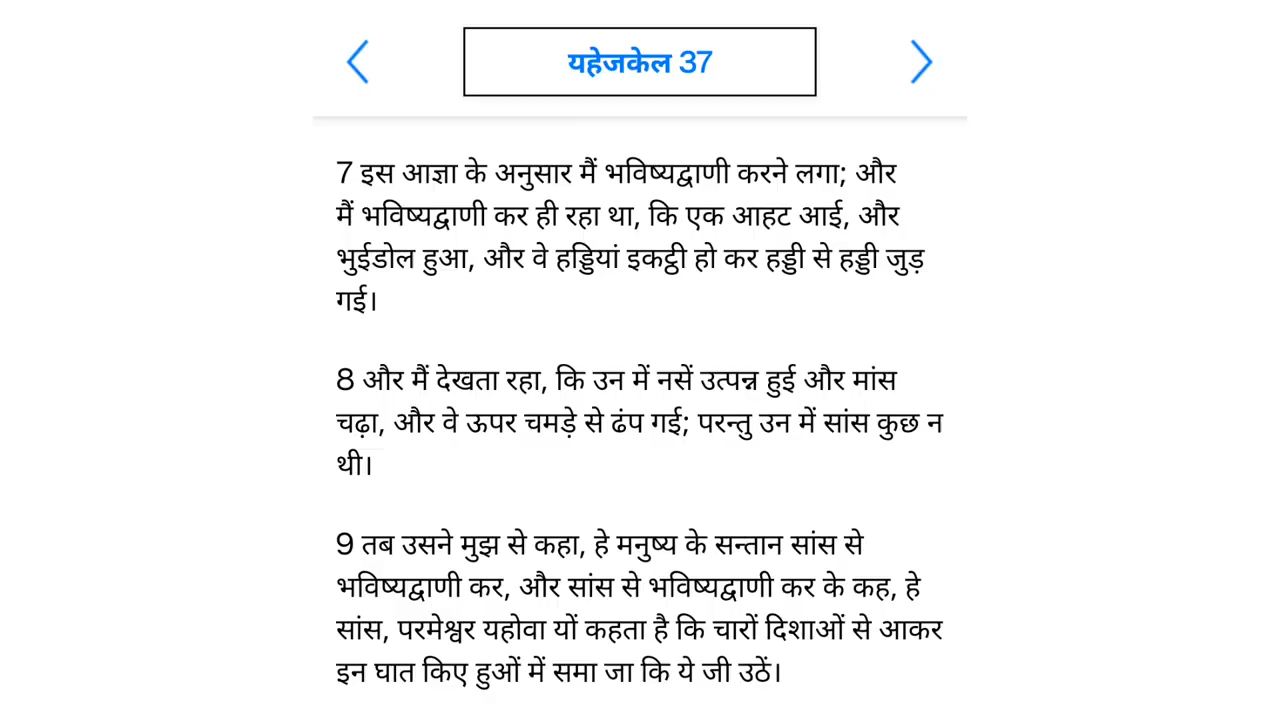 यहेजकेल 37
7 इस आज्ञा के अनुसार मैं भविष्यद्वाणी करने लगा; और
मैं भविष्यद्वाणी कर ही रहा था, कि एक आहट आई, और
भुईडोल हुआ, और वे हड्डियां इकट्ठी हो कर हड्डी से हड्डी जुड़
गई।
8 और मैं देखता रहा, कि उन में नसें उत्पन्न हुई और मांस
चढ़ा, और वे ऊपर चमड़े से ढंप गई; परन्तु उन में सांस कुछ न
थी।
9 तब उसने मुझ से कहा, हे मनुष्य के सन्तान सांस से
भविष्यद्वाणी कर, और सांस से भविष्यद्वाणी कर के कह, हे
सांस, परमेश्वर यहोवा यों कहता है कि चारों दिशाओं से आकर
इन घात किए हुओं में समा जा कि ये जी उठें।